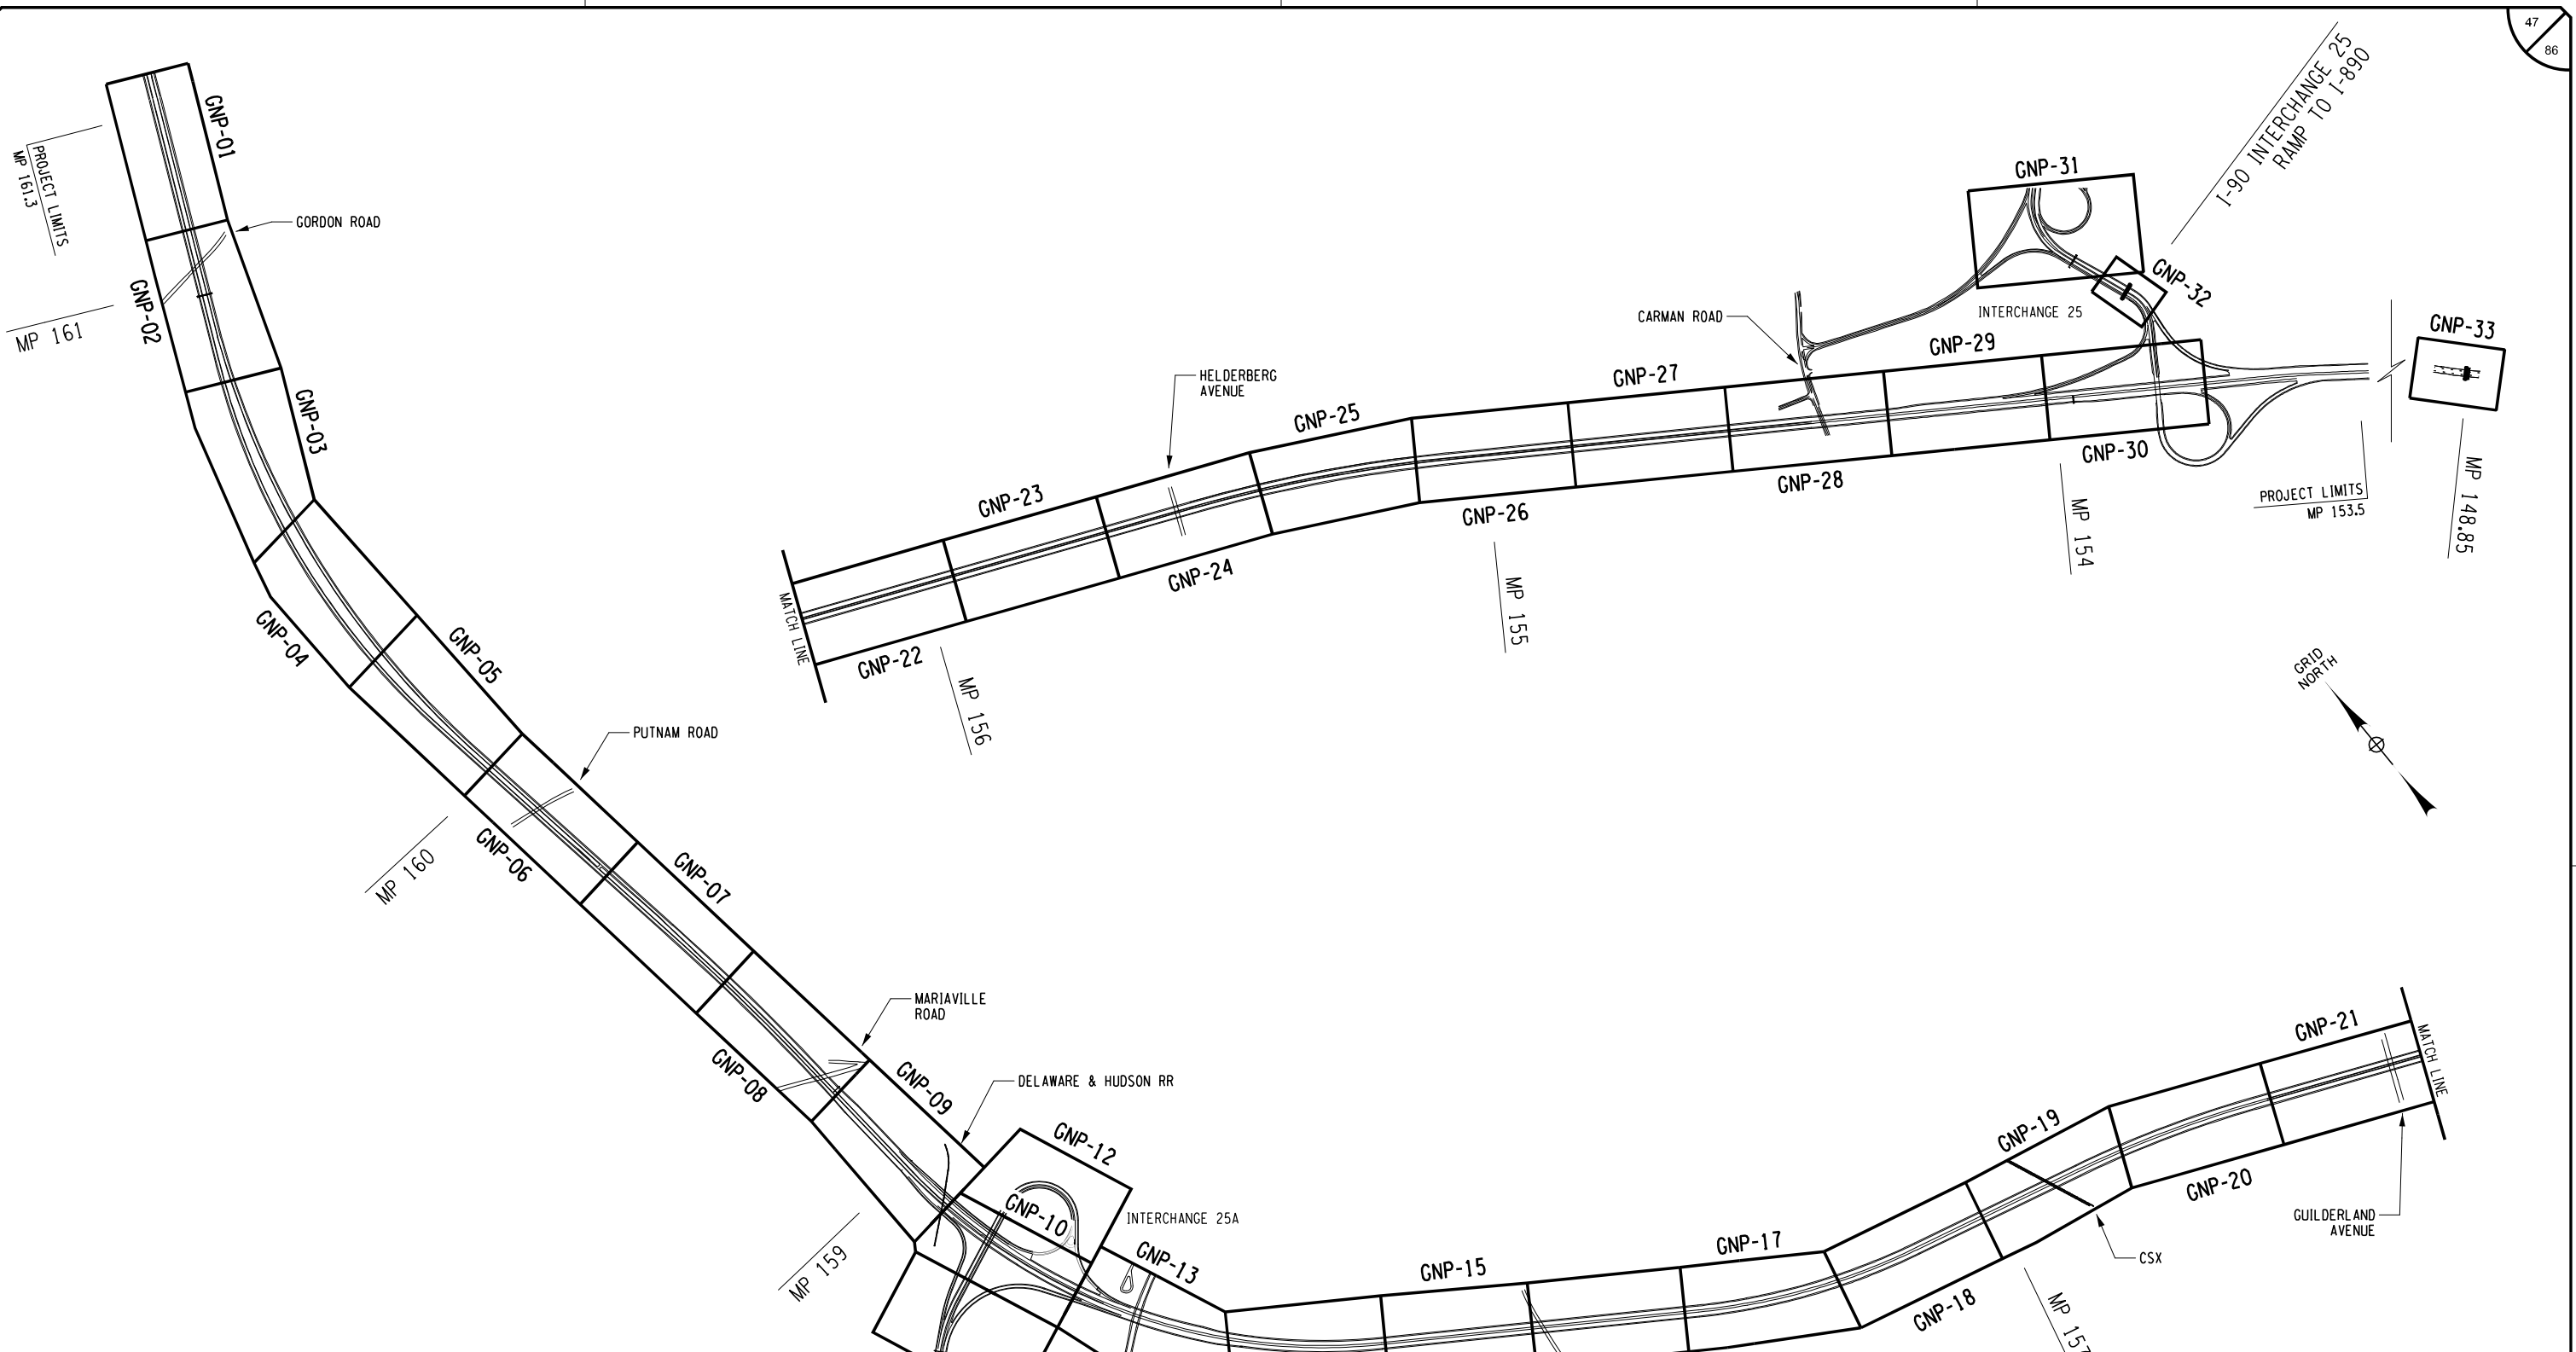 47
86
I-90 INTERCHANGE 25
RAMP TO I-890
GNP-01
PROJECT LIMITS
MP 161.3
GORDON ROAD
GNP-02
MP 161
GNP-03
GNP-04
GNP-05
PUTNAM ROAD
MP 160
GNP-06
GNP-07
MARIAVILLE
ROAD
GNP-08
GNP-09
DELAWARE & HUDSON RR
GNP-12
GNP-10
INTERCHANGE 25A
MP 159
GNP-13
GNP-15
GNP-17
GNP-18
MP 157
GNP-19
CSX
GNP-20
GNP-21
MATCH LINE
GUILDERLAND
AVENUE
MATCH LINE
GNP-22
MP 156
GNP-23
HELDERBERG
AVENUE
GNP-24
GNP-25
GNP-26
MP 155
GNP-27
CARMAN ROAD
GNP-28
GNP-29
INTERCHANGE 25
GNP-31
GNP-32
GNP-30
MP 154
PROJECT LIMITS
MP 153.5
GNP-33
MP 148.85
GRID
NORTH